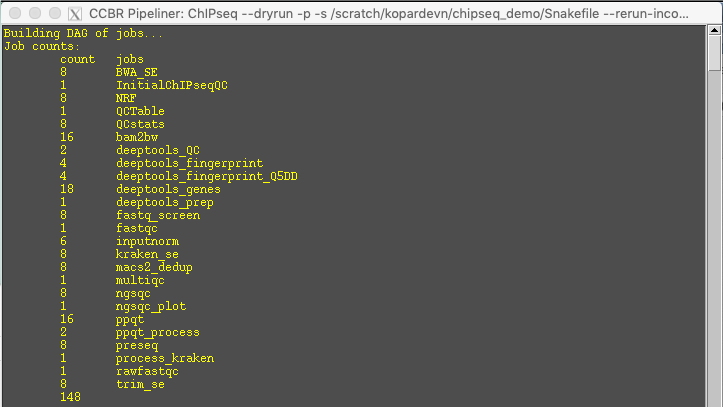 CCBR Pipeliner: ChIPseq --dryrun -p -s /scratch/kopardevn/chipseq_demo/Snakefile --rerun-inco...
Building DAG of jobs...
Job counts:
count jobs
8 BWA_SE
1 InitialChIPseqQC
8 NRF
1 QCTable
8 QCstats
16 bam2bw
2 deeptools_QC
4 deeptools_fingerprint
4 deeptools_fingerprint_Q5DD
18 deeptools_genes
1 deeptools_prep
8 fastq_screen
1 fastqc
6 inputnorm
8 kraken_se
8 macs2_dedup
1 multiqc
8 ngsqc
1 ngsqc_plot
16 ppqt
2 ppqt_process
8 preseq
1 process_kraken
1 rawfastqc
8 trim_se
148